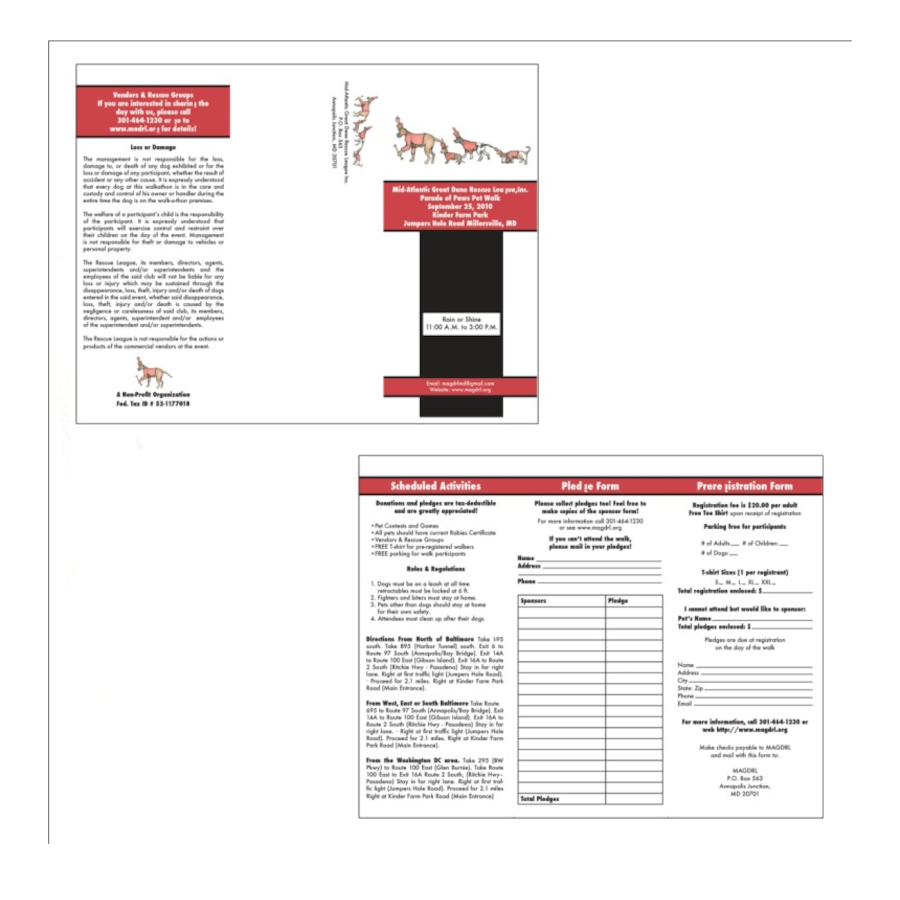 Vendors & Rescue Groups
If you are interested in sharing the
day with us, please call
301-464-1230 or go to
www.madrl.org for details!
Loss or Damage
The management is not responsible for the loss,
damage to, or death of any dog exhibited or for the
loss or damage of any participant, whether the result of
accident or any other cause. It is expressly understood
that every dog at this walkathon is in the care and
custody and control of his owner or handler during the
entire time the dog is on the walk-a-thon premises.
The welfare of a participant's child is the responsibility
of the participant. It is expressly understood that
participants will exercise control and restraint over
their children on the day of the event. Management
is not responsible for theft or damage to vehicles or
personal property.
The Rescue League, its members, directors, agents,
superintendents and/or superintendents and the
employees of the said club will not be liable for any
loss or injury which may be sustained through the
disappearance, loss, theft, injury and/or death of dogs
entered in the said event, whether said disappearance,
loss, theft, injury and/or death is caused by the
negligence or carelessness of said club, its members,
directors, agents, superintendent and/or employees
of the superintendent and/or superintendents.
The Rescue League is not responsible for the actions or
products of the commercial vendors at the event.
A Non-Profit Organization
Fed. Tax ID # 53-1177010
Mid-Atlantic Great Dane Rescue League Inc.
P.O. Box 563
Annapolis Junction, MD 20701
Mid-Atlantic Great Dane Rescue League,Inc.
Parade of Paws Pet Walk
September 25, 2010
Kinder Farm Park
Jumpers Hole Road Millersville, MD
Rain or Shine
11:00 A.M. to 3:00 P.M.
Email: magdrlmd@gmail.com
Website: www.magdrl.org
Scheduled Activities
Donations and pledges are tax-deductible
and are greatly appreciated!
• Pet Contests and Games
• All pets should have current Rabies Certificate
• Vendors & Rescue Groups
• FREE T-shirt for pre-registered walkers
• FREE parking for walk participants
Rules & Regulations
1. Dogs must be on a leash at all time
retractables must be locked at 6 ft.
2. Fighters and biters must stay at home.
3. Pets other than dogs should stay at home
for their own safety.
4. Attendees must clean up after their dogs
Directions From North of Baltimore Take I-95
south. Take 895 (Harbor Tunnel) south. Exit 6 to
Route 97 South (Annapolis/Bay Bridge). Exit 14A
to Route 100 East (Gibson Island). Exit 16A to Route
2 South (Ritchie Hwy - Pasadena) Stay in far right
lane. Right at first traffic light (Jumpers Hole Road).
· Proceed for 2.1 miles. Right at Kinder Farm Park
Road (Main Entrance).
From West, East or South Baltimore Take Route
695 to Route 97 South (Annapolis/Bay Bridge). Exit
14A to Route 100 East (Gibson Island). Exit 16A to
Route 2 South (Ritchie Hwy - Pasadena) Stay in far
right lane. · Right at first traffic light (Jumpers Hole
Road). Proceed for 2.1 miles. Right at Kinder Farm
Park Road (Main Entrance).
From the Washington DC area. Take 295 (BW
Pkwy) to Route 100 East (Glen Burnie). Take Route
100 East to Exit 16A Route 2 South, (Ritchie Hwy-
Pasadena) Stay in far right lane. Right at first traf-
fic light (Jumpers Hole Road). Proceed for 2.1 miles
Right at Kinder Farm Park Road (Main Entrance)
Pledge Form
Please collect pledges too! Feel free to
make copies of the sponsor form!
For more information call 301-464-1230
or see www.magdrl.org
If you can't attend the walk,
please mail in your pledges!
Name
Address
Phone
Sponsors Pledge
Total Pledges
Preregistration Form
Registration fee is $20.00 per adult
Free Tee Shirt upon receipt of registration
Parking free for participants
# of Adults__ # of Children:__
# of Dogs:__
T-shirt Sizes (1 per registrant)
S_ M_ L_ XL_ XXL_
Total registration enclosed: $
I cannot attend but would like to sponsor:
Pet's Name
Total pledges enclosed: $
Pledges are due at registration
on the day of the walk
Name
Address
City
State: Zip
Phone
Email
For more information, call 301-464-1230 or
web http://www.magdrl.org
Make checks payable to MAGDRL
and mail with this form to:
MAGDRL
P.O. Box 563
Annapolis Junction,
MD 20701